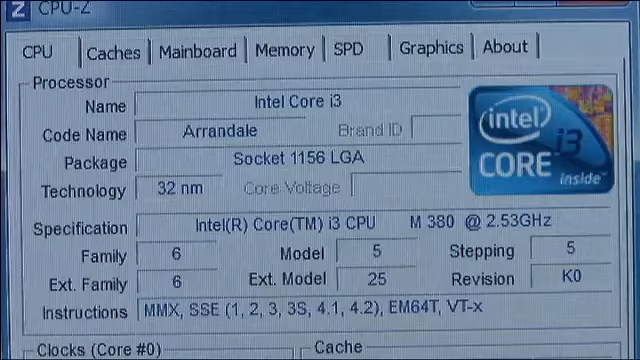 Z CPU-Z
CPU Caches Mainboard Memory SPD Graphics About
Processor
Name Intel Core i3
Code Name Arrandale Brand ID
Package Socket 1156 LGA
Technology 32 nm Core Voltage
intel
i3
CORE™
inside™
Specification Intel(R) Core(TM) i3 CPU M 380 @ 2.53GHz
Family 6 Model 5 Stepping 5
Ext. Family 6 Ext. Model 25 Revision K0
Instructions MMX, SSE (1, 2, 3, 3S, 4.1, 4.2), EM64T, VT-x
Clocks (Core #0) Cache